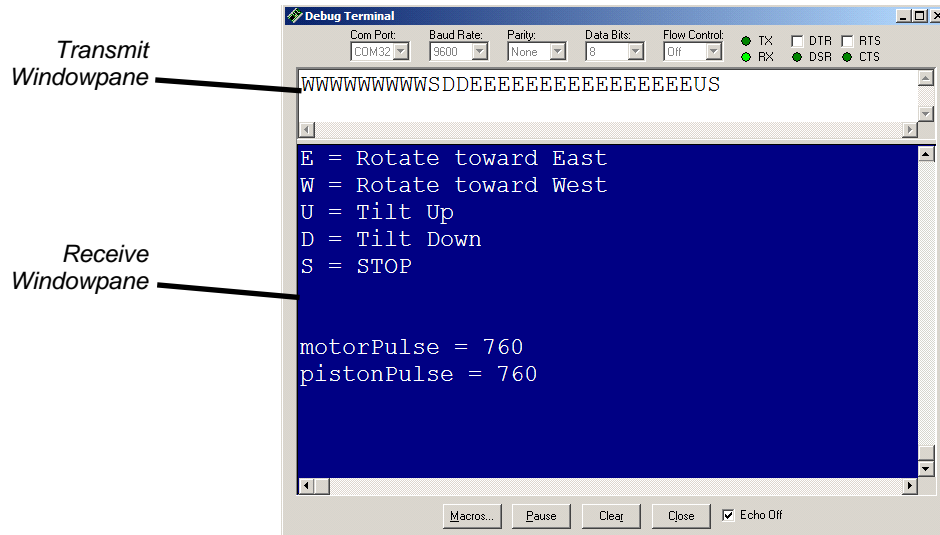 Debug Terminal
Transmit
Windowpane
Com Port: Baud Rate: Parity: Data Bits: Flow Control:
COM32 9600 None 8 Off
TX DTR RTS
RX DSR CTS
WWWWWWWWWSDDEEEEEEEEEEEEEEEEUS
E = Rotate toward East
W = Rotate toward West
U = Tilt Up
D = Tilt Down
S = STOP
Receive
Windowpane
motorPulse = 760
pistonPulse = 760
Macros... Pause Clear Close Echo Off